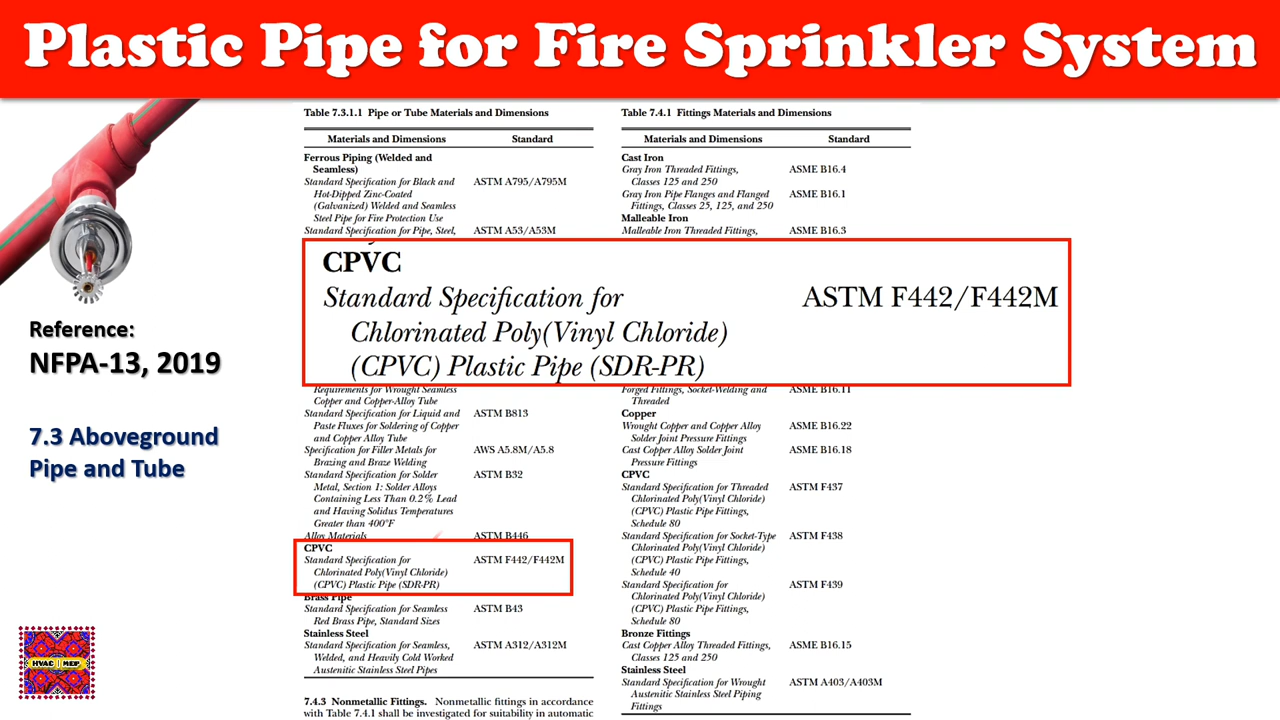 Plastic Pipe for Fire Sprinkler System
Reference:
NFPA-13, 2019
7.3 Aboveground
Pipe and Tube
HVAC | MEP
Table 7.3.1.1 Pipe or Tube Materials and Dimensions
Materials and Dimensions Standard
Ferrous Piping (Welded and
Seamless)
Standard Specification for Black and ASTM A795/A795M
Hot-Dipped Zinc-Coated
(Galvanized) Welded and Seamless
Steel Pipe for Fire Protection Use
Standard Specification for Pipe, Steel, ASTM A53/A53M
CPVC
Standard Specification for ASTM F442/F442M
Chlorinated Poly(Vinyl Chloride)
(CPVC) Plastic Pipe (SDR-PR)
Requirements for Wrought Seamless
Copper and Copper-Alloy Tube
Standard Specification for Liquid and ASTM B813
Paste Fluxes for Soldering of Copper
and Copper Alloy Tube
Specification for Filler Metals for AWS A5.8M/A5.8
Brazing and Braze Welding
Standard Specification for Solder ASTM B32
Metal, Section 1: Solder Alloys
Containing Less Than 0.2% Lead
and Having Solidus Temperatures
Greater than 400°F
Alloy Materials ASTM B446
CPVC
Standard Specification for ASTM F442/F442M
Chlorinated Poly(Vinyl Chloride)
(CPVC) Plastic Pipe (SDR-PR)
Brass Pipe
Standard Specification for Seamless ASTM B43
Red Brass Pipe, Standard Sizes
Stainless Steel
Standard Specification for Seamless, ASTM A312/A312M
Welded, and Heavily Cold Worked
Austenitic Stainless Steel Pipes
7.4.3 Nonmetallic Fittings. Nonmetallic fittings in accordance
with Table 7.4.1 shall be investigated for suitability in automatic
Table 7.4.1 Fittings Materials and Dimensions
Materials and Dimensions Standard
Cast Iron
Gray Iron Threaded Fittings, ASME B16.4
Classes 125 and 250
Gray Iron Pipe Flanges and Flanged ASME B16.1
Fittings, Classes 25, 125, and 250
Malleable Iron
Malleable Iron Threaded Fittings, ASME B16.3
Forged Fittings, Socket-Welding and ASME B16.11
Threaded
Copper
Wrought Copper and Copper Alloy ASME B16.22
Solder Joint Pressure Fittings
Cast Copper Alloy Solder Joint ASME B16.18
Pressure Fittings
CPVC
Standard Specification for Threaded ASTM F437
Chlorinated Poly(Vinyl Chloride)
(CPVC) Plastic Pipe Fittings,
Schedule 80
Standard Specification for Socket-Type ASTM F438
Chlorinated Poly(Vinyl Chloride)
(CPVC) Plastic Pipe Fittings,
Schedule 40
Standard Specification for ASTM F439
Chlorinated Poly(Vinyl Chloride)
(CPVC) Plastic Pipe Fittings,
Schedule 80
Bronze Fittings
Cast Copper Alloy Threaded Fittings, ASME B16.15
Classes 125 and 250
Stainless Steel
Standard Specification for Wrought ASTM A403/A403M
Austenitic Stainless Steel Piping
Fittings